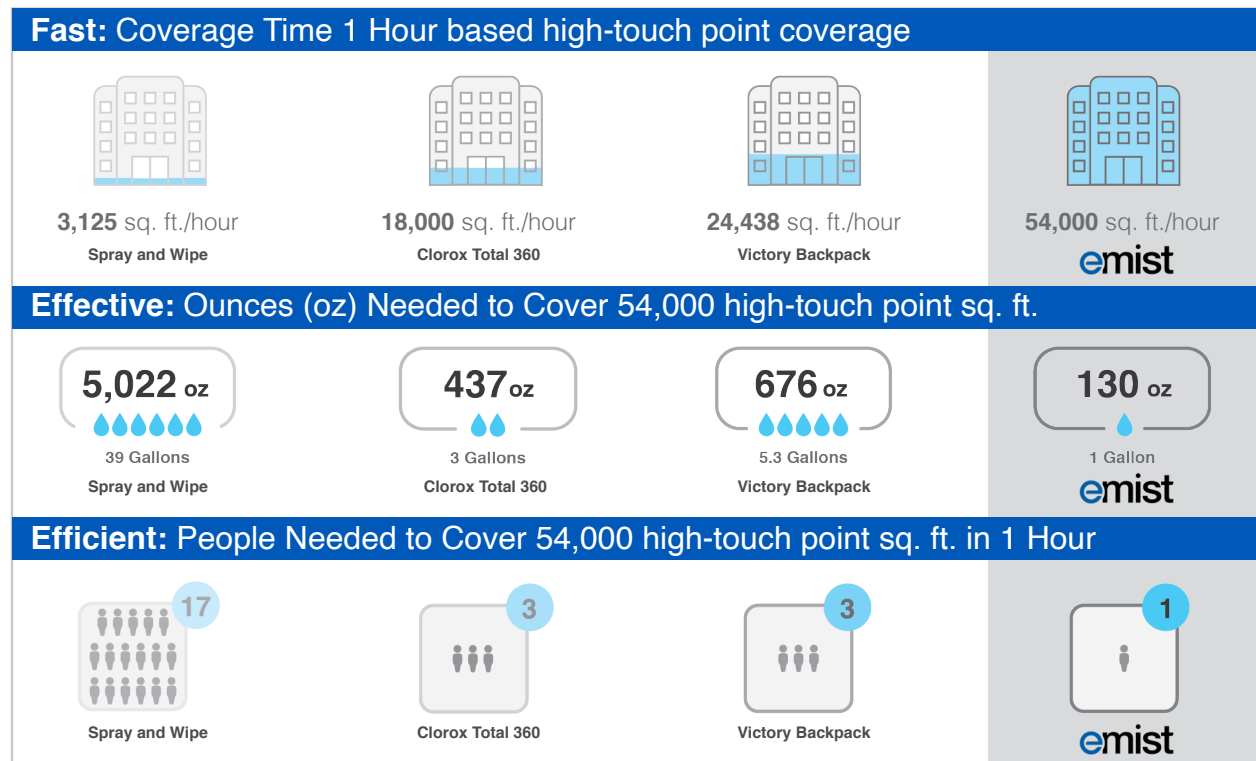 Fast: Coverage Time 1 Hour based high-touch point coverage
3,125 sq. ft./hour
Spray and Wipe
18,000 sq. ft./hour
Clorox Total 360
24,438 sq. ft./hour
Victory Backpack
54,000 sq. ft./hour
emist
Effective: Ounces (oz) Needed to Cover 54,000 high-touch point sq. ft.
5,022 oz
39 Gallons
Spray and Wipe
437 oz
3 Gallons
Clorox Total 360
676 oz
5.3 Gallons
Victory Backpack
130 oz
1 Gallon
emist
Efficient: People Needed to Cover 54,000 high-touch point sq. ft. in 1 Hour
17
Spray and Wipe
3
Clorox Total 360
3
Victory Backpack
1
emist